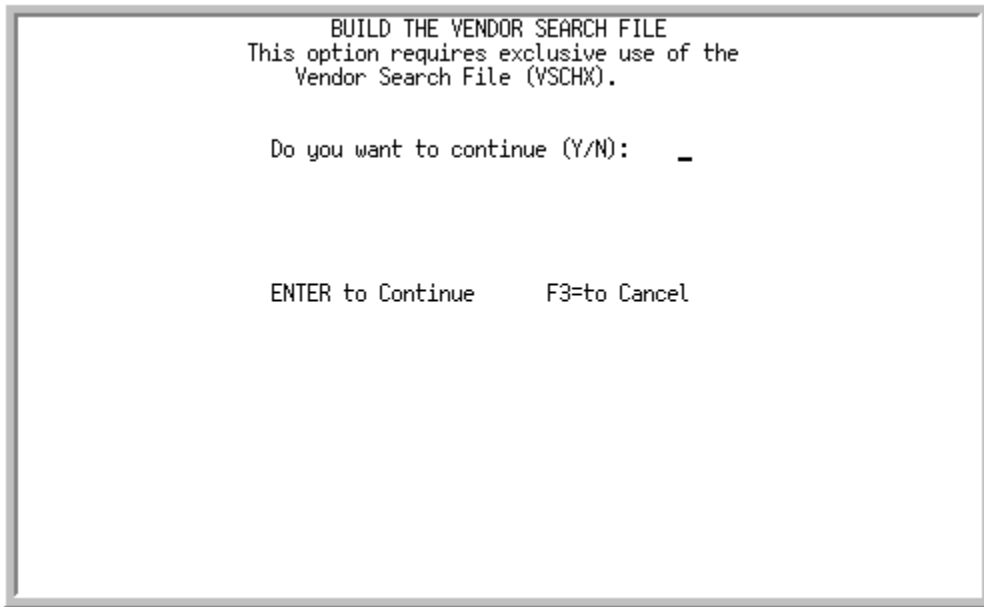 BUILD THE VENDOR SEARCH FILE
This option requires exclusive use of the
Vendor Search File (VSCHX).
Do you want to continue (Y/N): _
ENTER to Continue F3=to Cancel